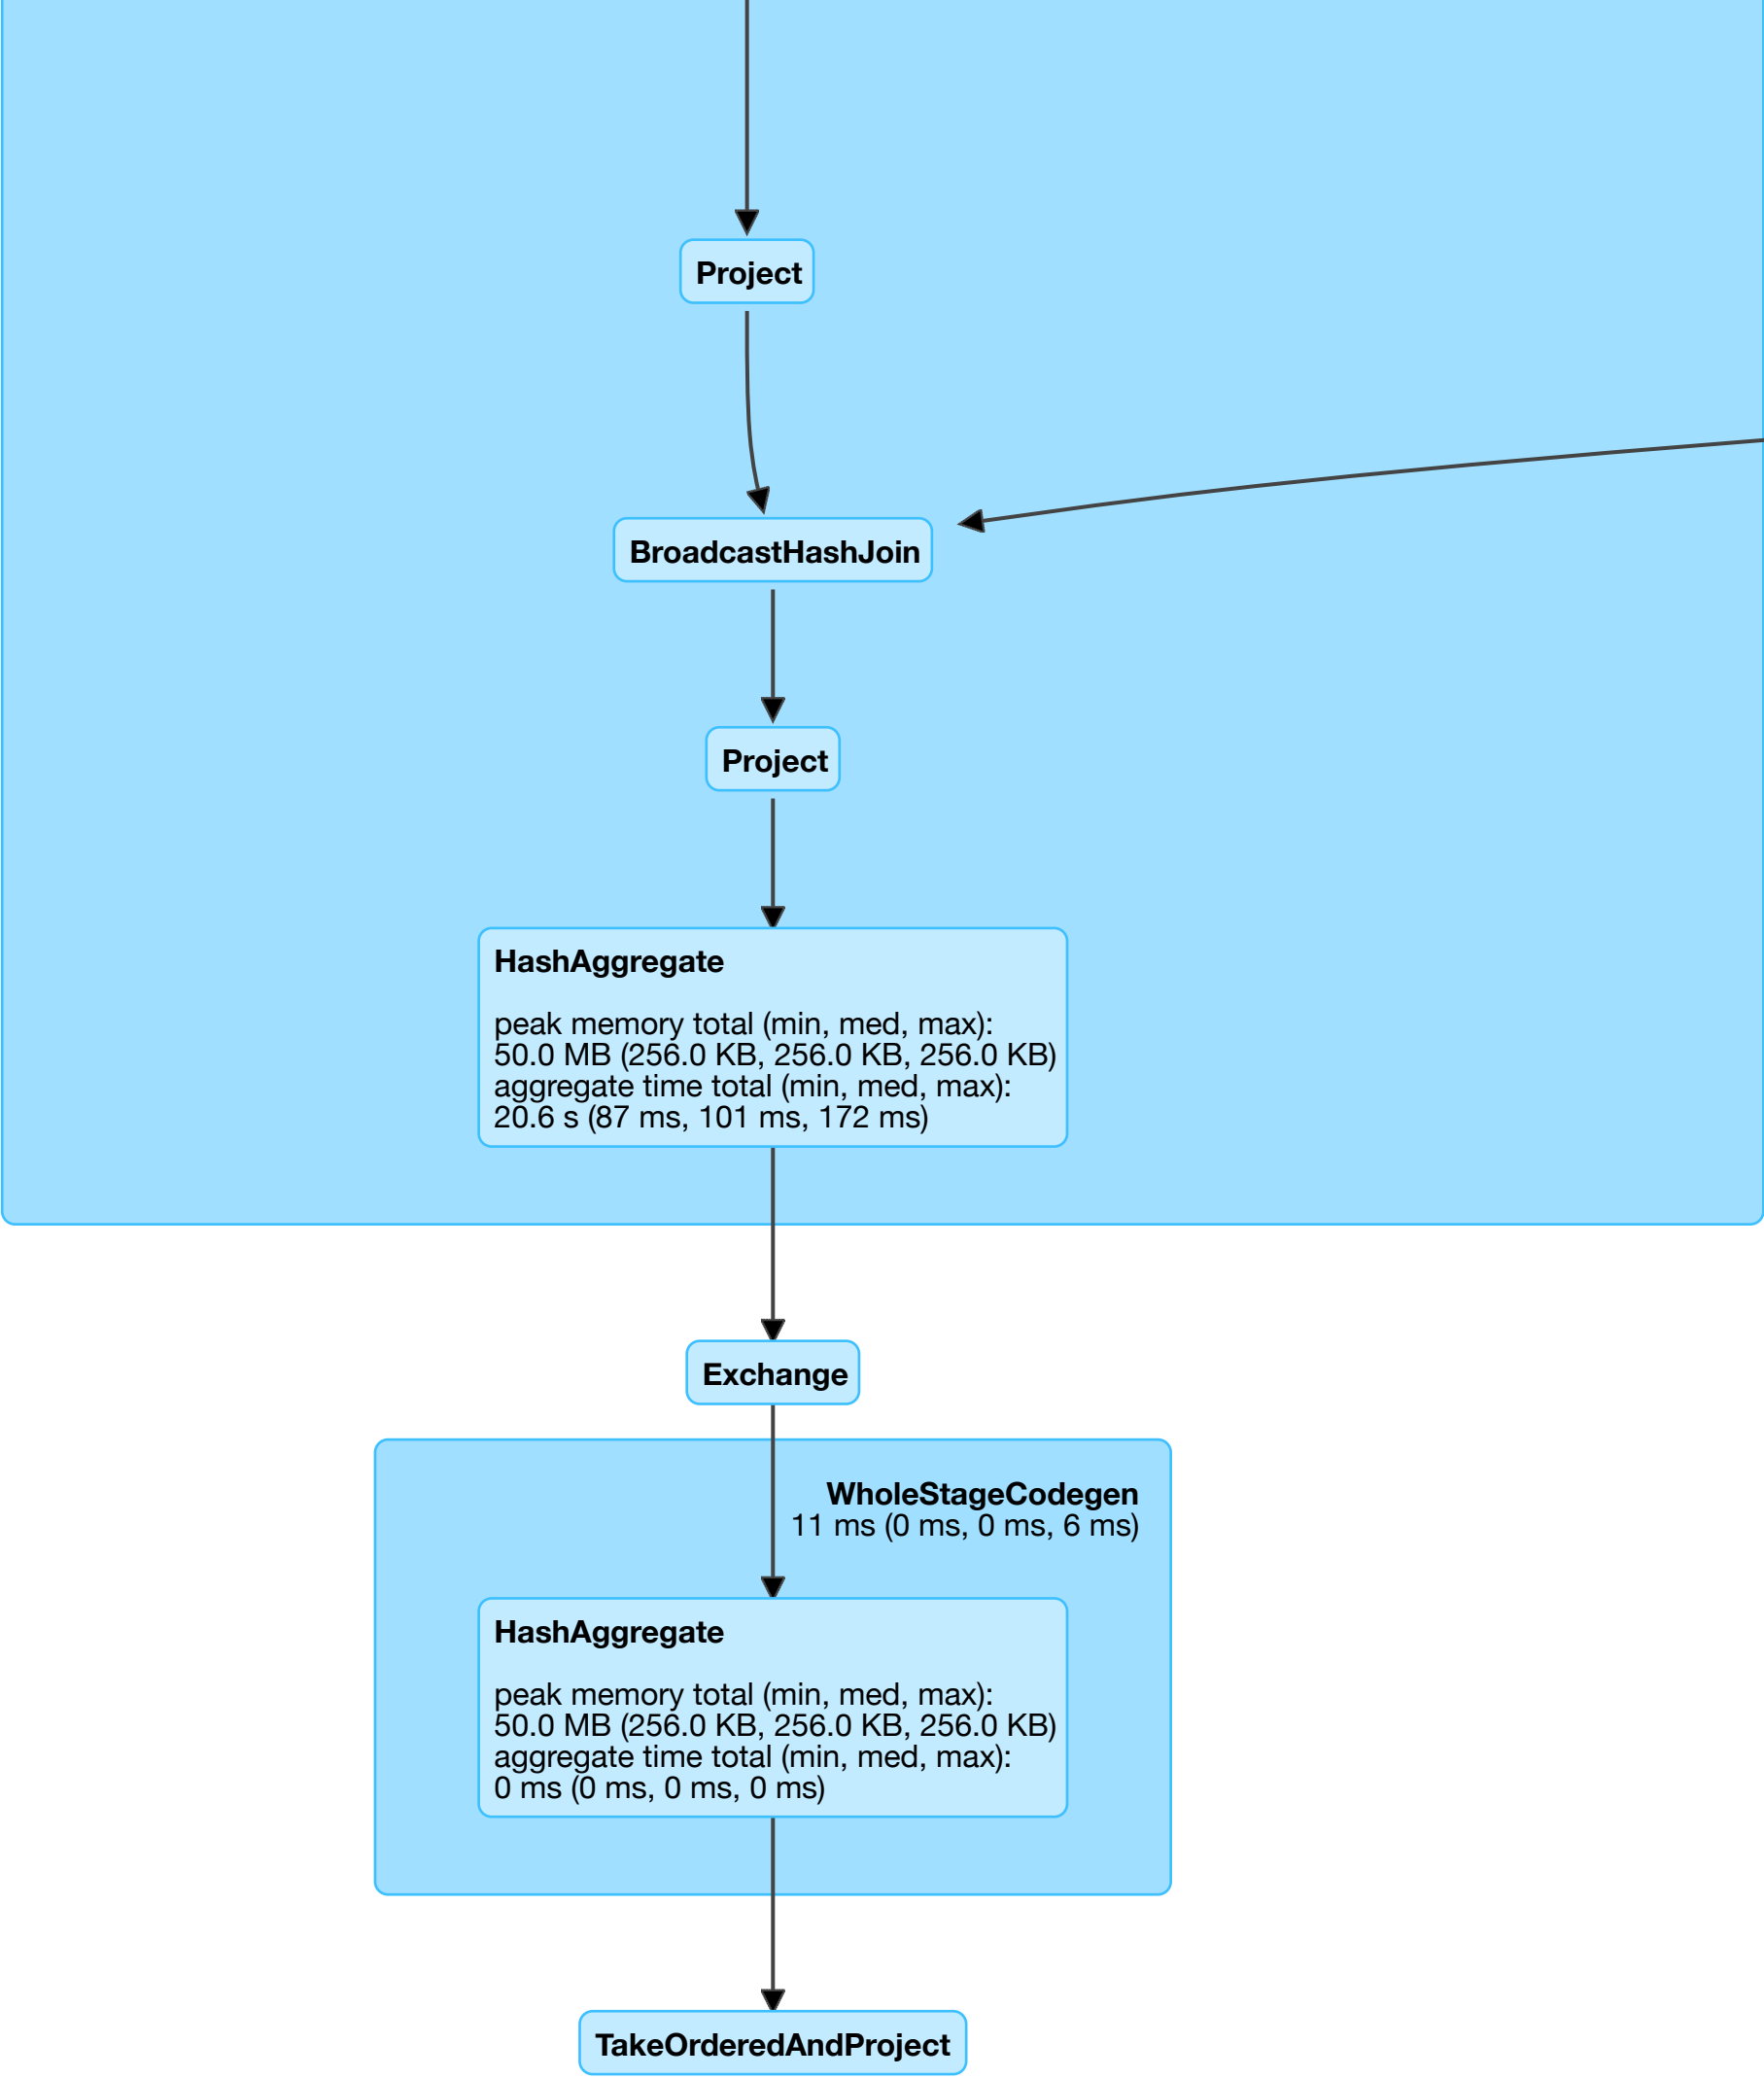 Project
BroadcastHashJoin
Project
HashAggregate
peak memory total (min, med, max):
50.0 MB (256.0 KB, 256.0 KB, 256.0 KB)
aggregate time total (min, med, max):
20.6 s (87 ms, 101 ms, 172 ms)
Exchange
WholeStageCodegen
11 ms (0 ms, 0 ms, 6 ms)
HashAggregate
peak memory total (min, med, max):
50.0 MB (256.0 KB, 256.0 KB, 256.0 KB)
aggregate time total (min, med, max):
0 ms (0 ms, 0 ms, 0 ms)
TakeOrderedAndProject